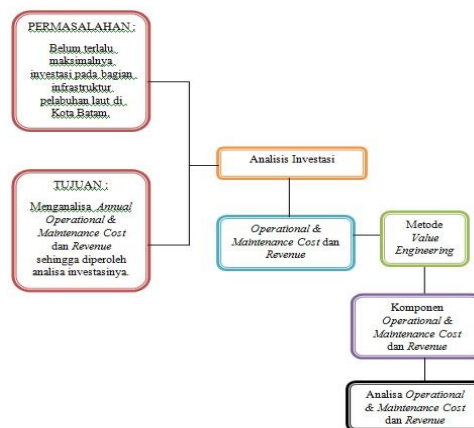 PERMASALAHAN :
Belum terlalu
maksimalnya
investasi pada bagian
infrastruktur
pelabuhan laut di
Kota Batam.
TUJUAN :
Menganalisa Annual
Operational &
Maintenance Cost
dan Revenue
sehingga diperoleh
analisa investasinya.
Analisis Investasi
Operational &
Maintenance Cost dan
Revenue
Metode
Value
Engineering
Komponen
Operational &
Maintenance Cost
dan Revenue
Analisa Operational
& Maintenance Cost
dan Revenue